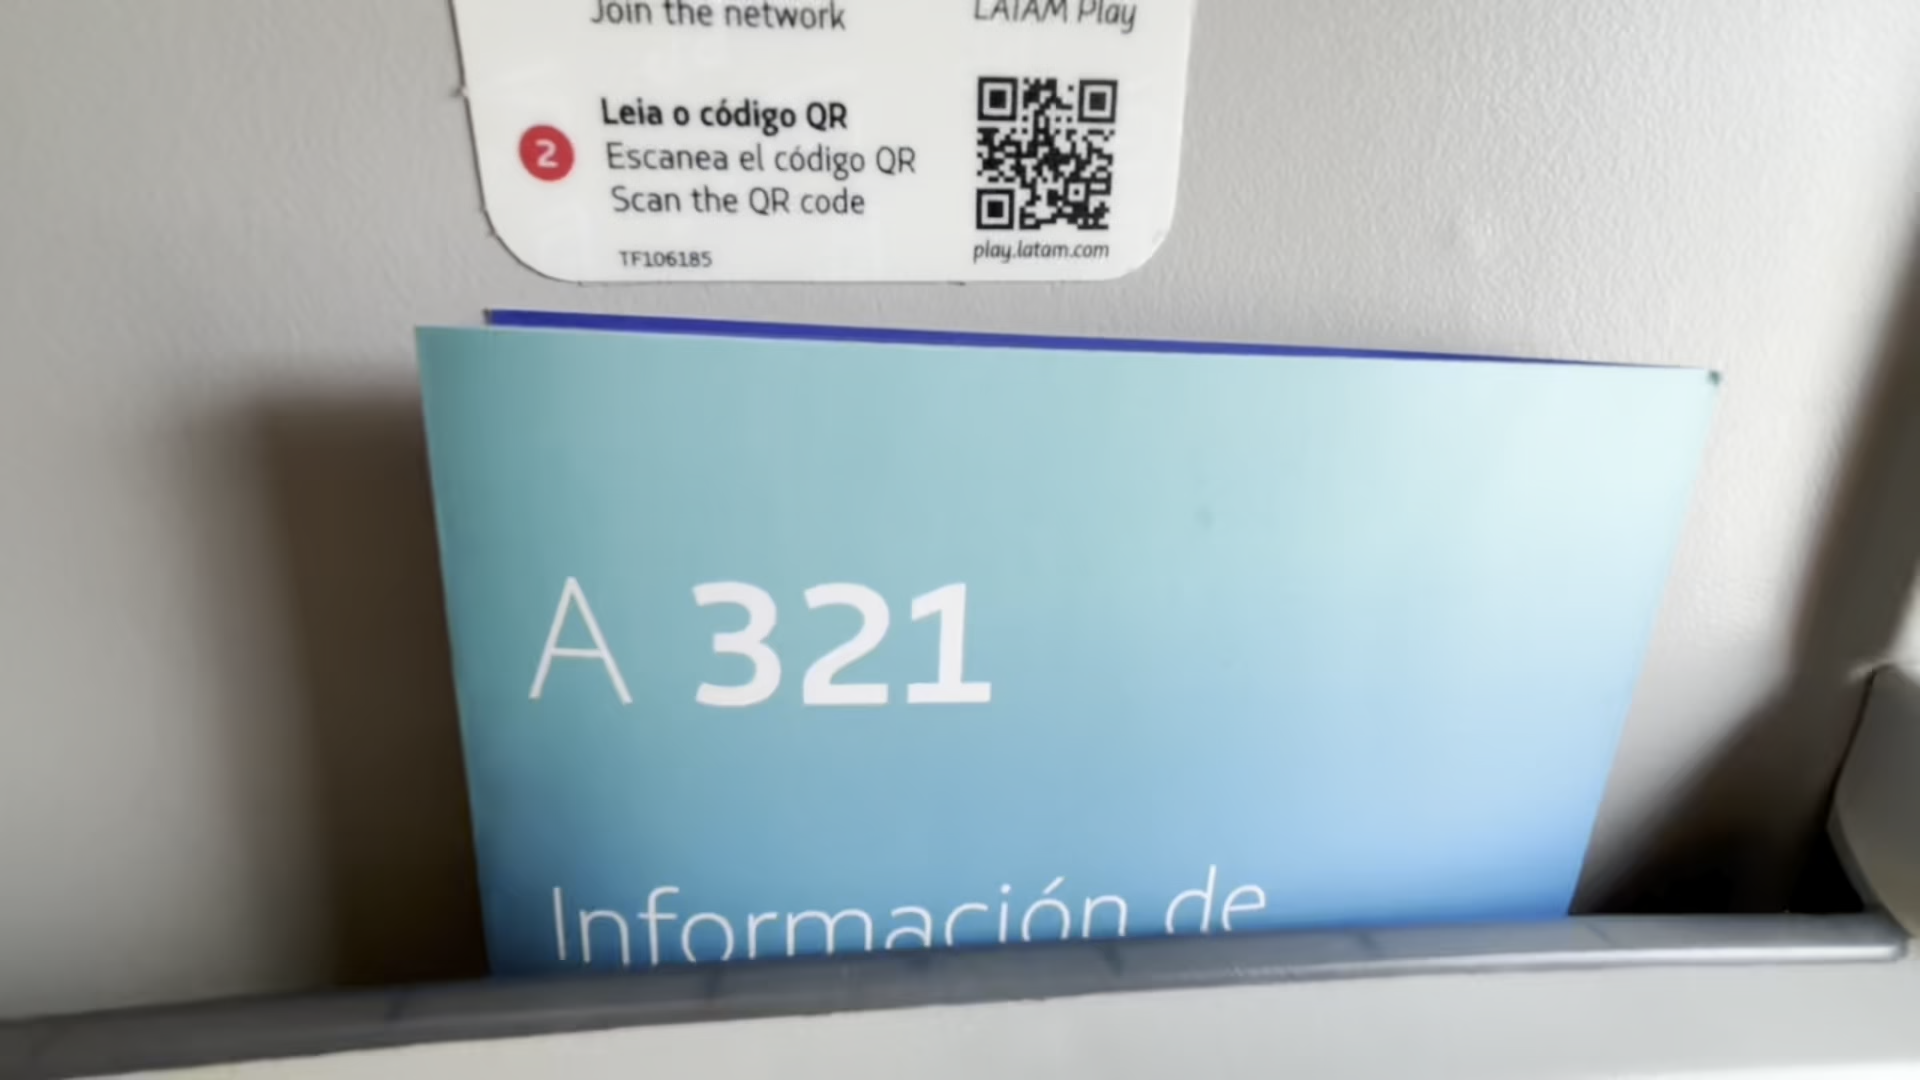 Join the network
LATAM Play
Leia o código QR
2
Escanea el código QR
Scan the QR code
TF106185
play.latam.com
A 321
Información de